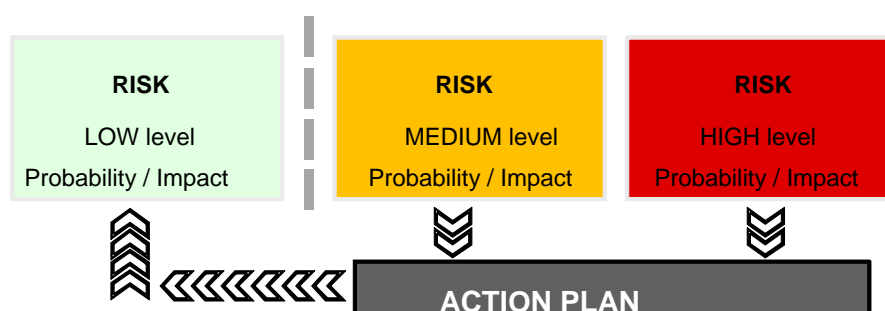 RISK
LOW level
Probability / Impact
RISK
MEDIUM level
Probability / Impact
RISK
HIGH level
Probability / Impact
ACTION PLAN